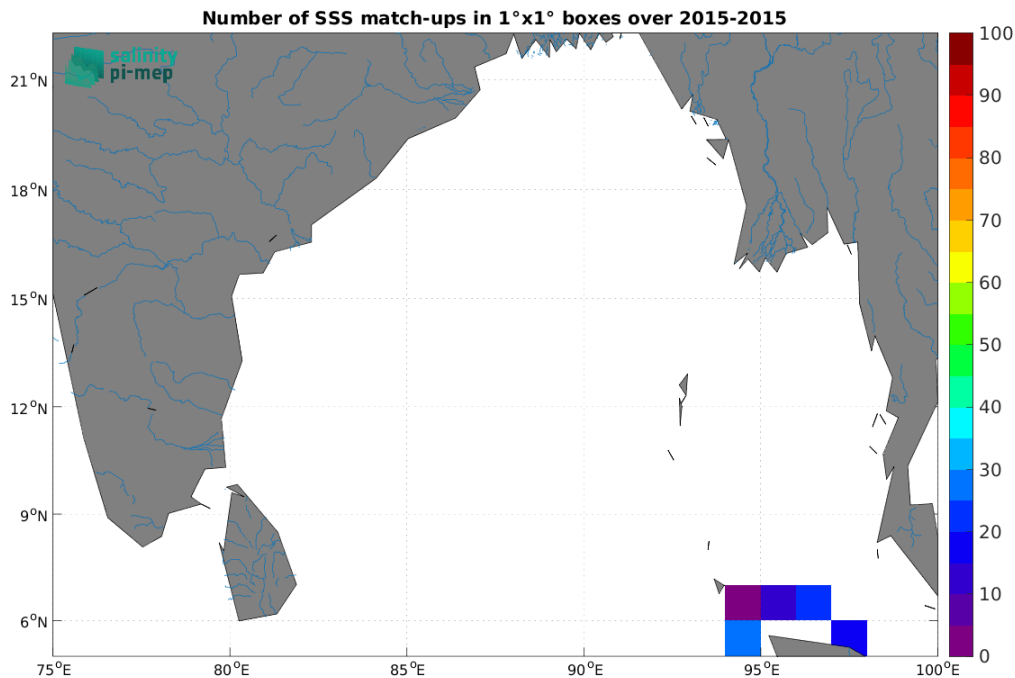 Number of SSS match-ups in 1°x1° boxes over 2015-2015
salinity
pi-mep
21°N
18°N
15°N
12°N
9°N
6°N
75°E 80°E 85°E 90°E 95°E 100°E
100
90
80
70
60
50
40
30
20
10
0